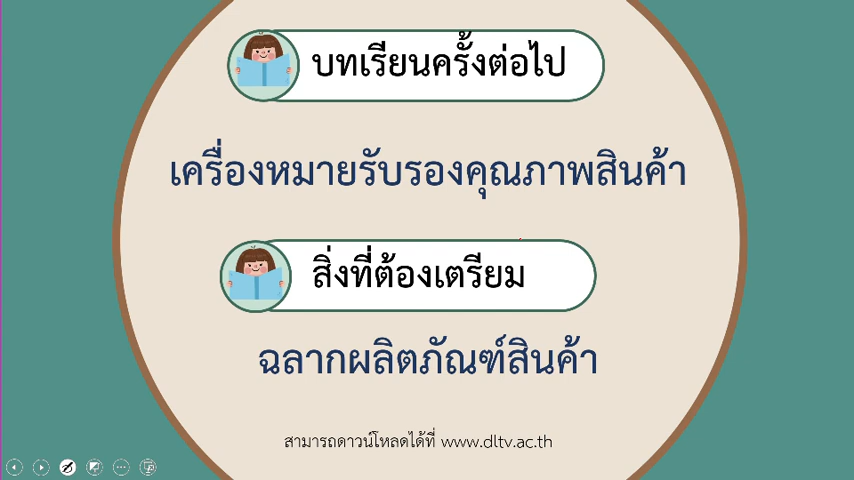 บทเรียนครั้งต่อไป
เครื่องหมายรับรองคุณภาพสินค้า
สิ่งที่ต้องเตรียม
ฉลากผลิตภัณฑ์สินค้า
สามารถดาวน์โหลดได้ที่ www.dltv.ac.th